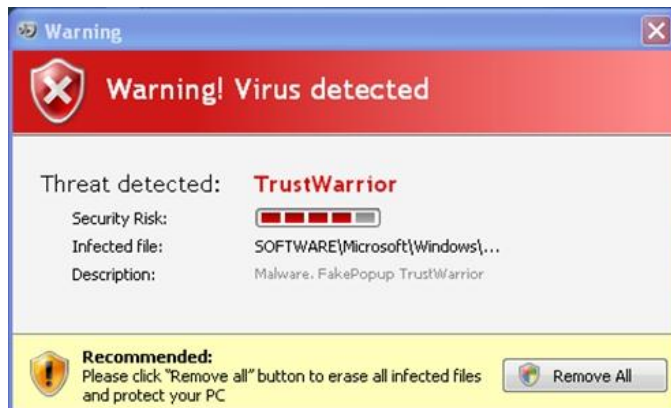 Warning
Warning! Virus detected
Threat detected: TrustWarrior
Security Risk:
Infected file: SOFTWARE\Microsoft\Windows\...
Description: Malware. FakePopup TrustWarrior
Recommended:
Please click "Remove all" button to erase all infected files
and protect your PC
Remove All